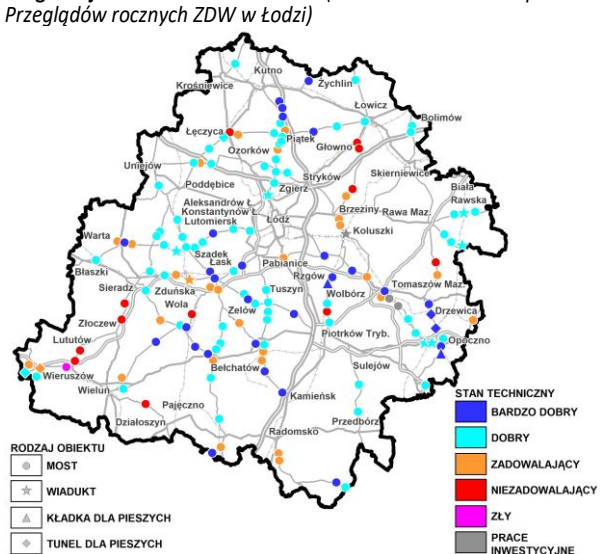 Przeglądów rocznych ZDW w Łodzi)
Kutno
Żychlin
Krośniewice
Łowicz
Bolimów
Łęczyca
Piątek
Ozorków
Głowno
Skierniewice
Uniejów
Stryków
Biała
Rawska
Poddębice
Zgierz
Aleksandrów Ł.
Brzeziny
Rawa Maz.
Konstantynów Ł.
Lutomiersk
Łódź
Koluszki
Warta
Szadek
Pabianice
Łask
Rzgów
Błaszki
Tomaszów Maz.
Sieradz
Zduńska
Wola
Tuszyn
Wolbórz
Drzewica
Zelów
Złoczew
Piotrków Tryb.
Opoczno
Lututów
Bełchatów
Sulejów
Wieruszów
Wieluń
Kamieńsk
Pajęczno
Działoszyn
Radomsko
Przedbórz
RODZAJ OBIEKTU
MOST
WIADUKT
KŁADKA DLA PIESZYCH
TUNEL DLA PIESZYCH
STAN TECHNICZNY
BARDZO DOBRY
DOBRY
ZADOWALAJĄCY
NIEZADOWALAJĄCY
ZŁY
PRACE
INWESTYCYJNE